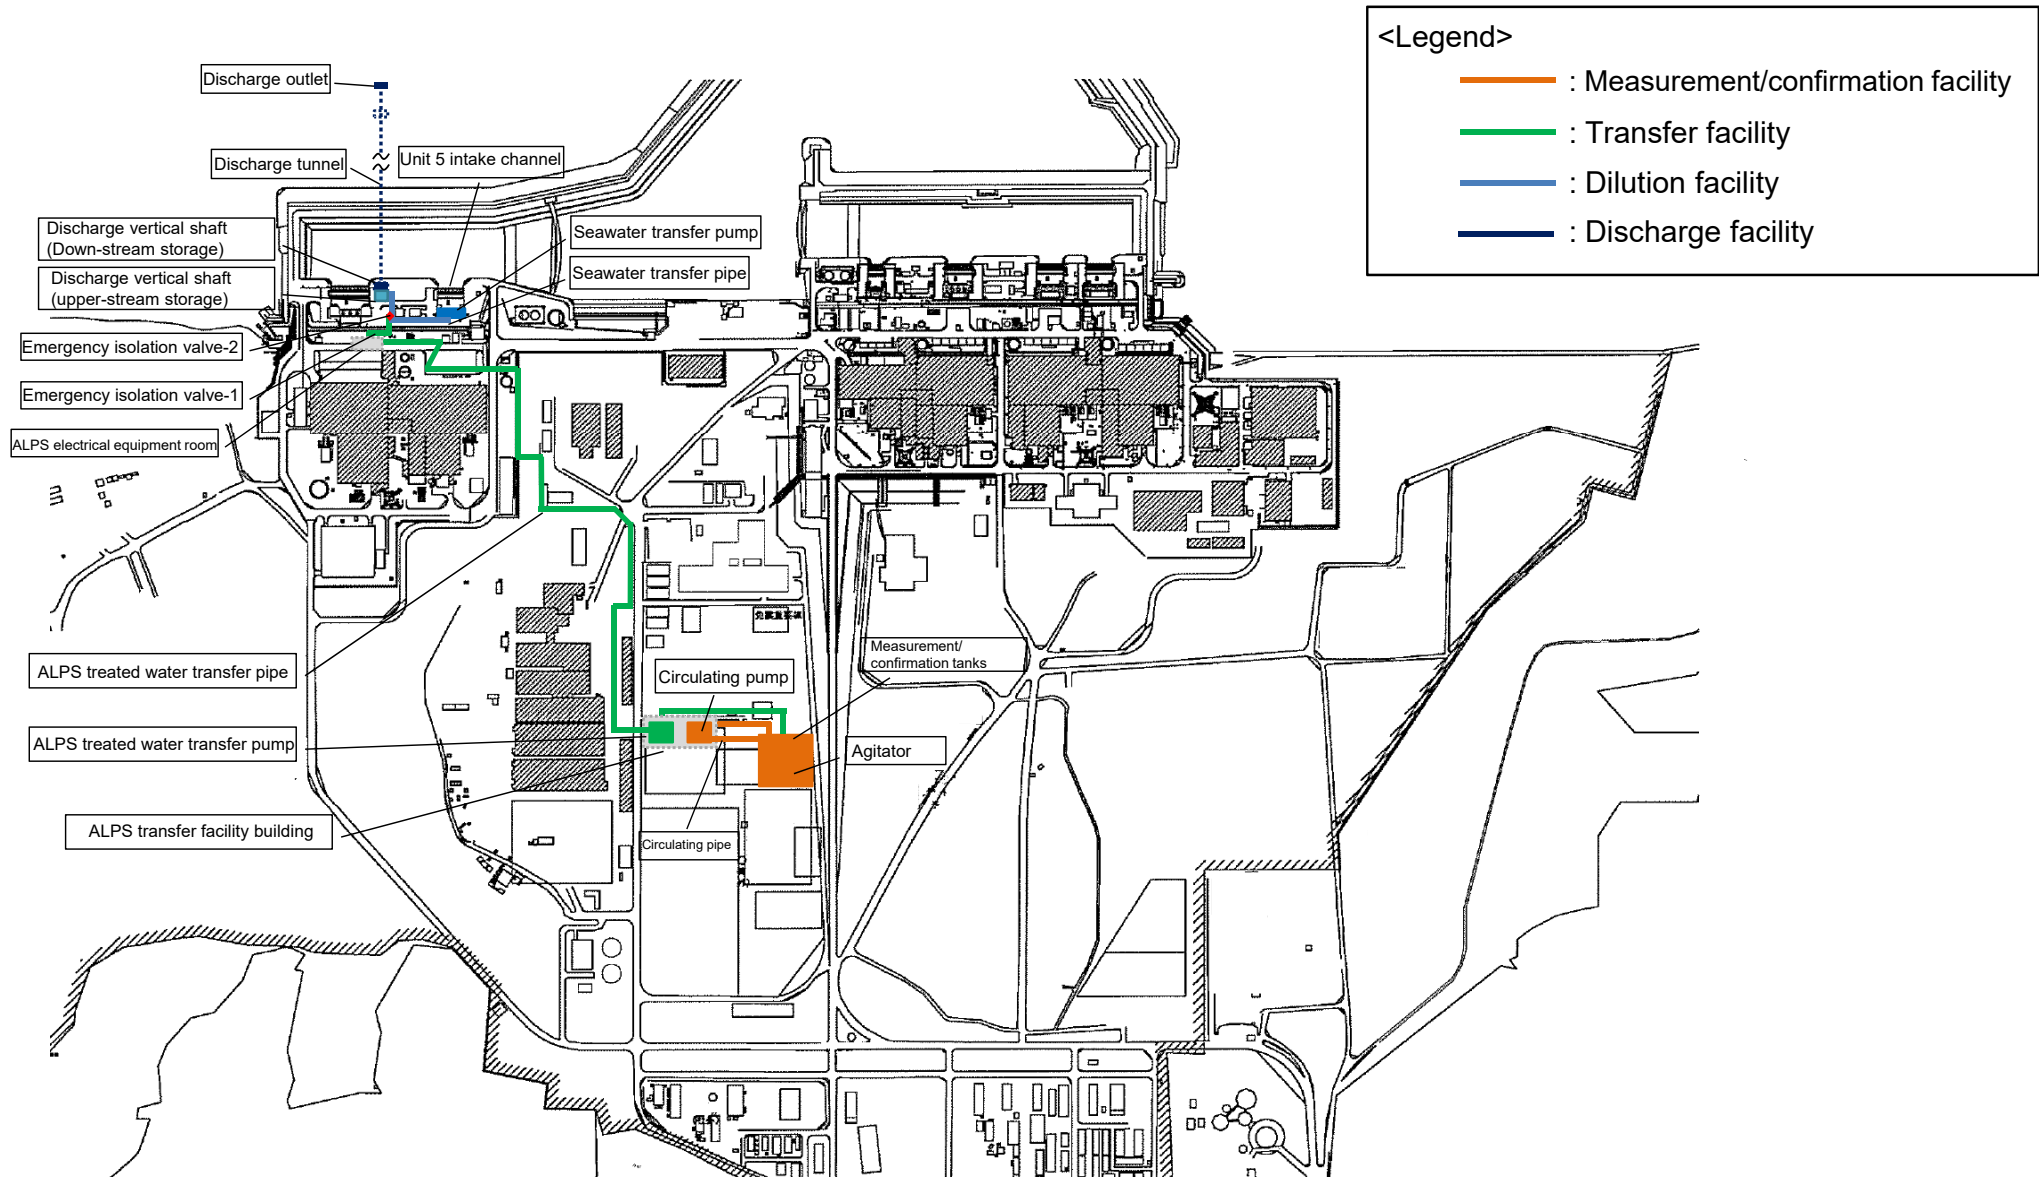 <Legend>
: Measurement/confirmation facility
: Transfer facility
: Dilution facility
: Discharge facility
Discharge outlet
Discharge tunnel
Unit 5 intake channel
Discharge vertical shaft
(Down-stream storage)
Seawater transfer pump
Seawater transfer pipe
Discharge vertical shaft
(upper-stream storage)
Emergency isolation valve-2
Emergency isolation valve-1
ALPS electrical equipment room
Measurement/
confirmation tanks
ALPS treated water transfer pipe
Circulating pump
ALPS treated water transfer pump
Agitator
ALPS transfer facility building
Circulating pipe